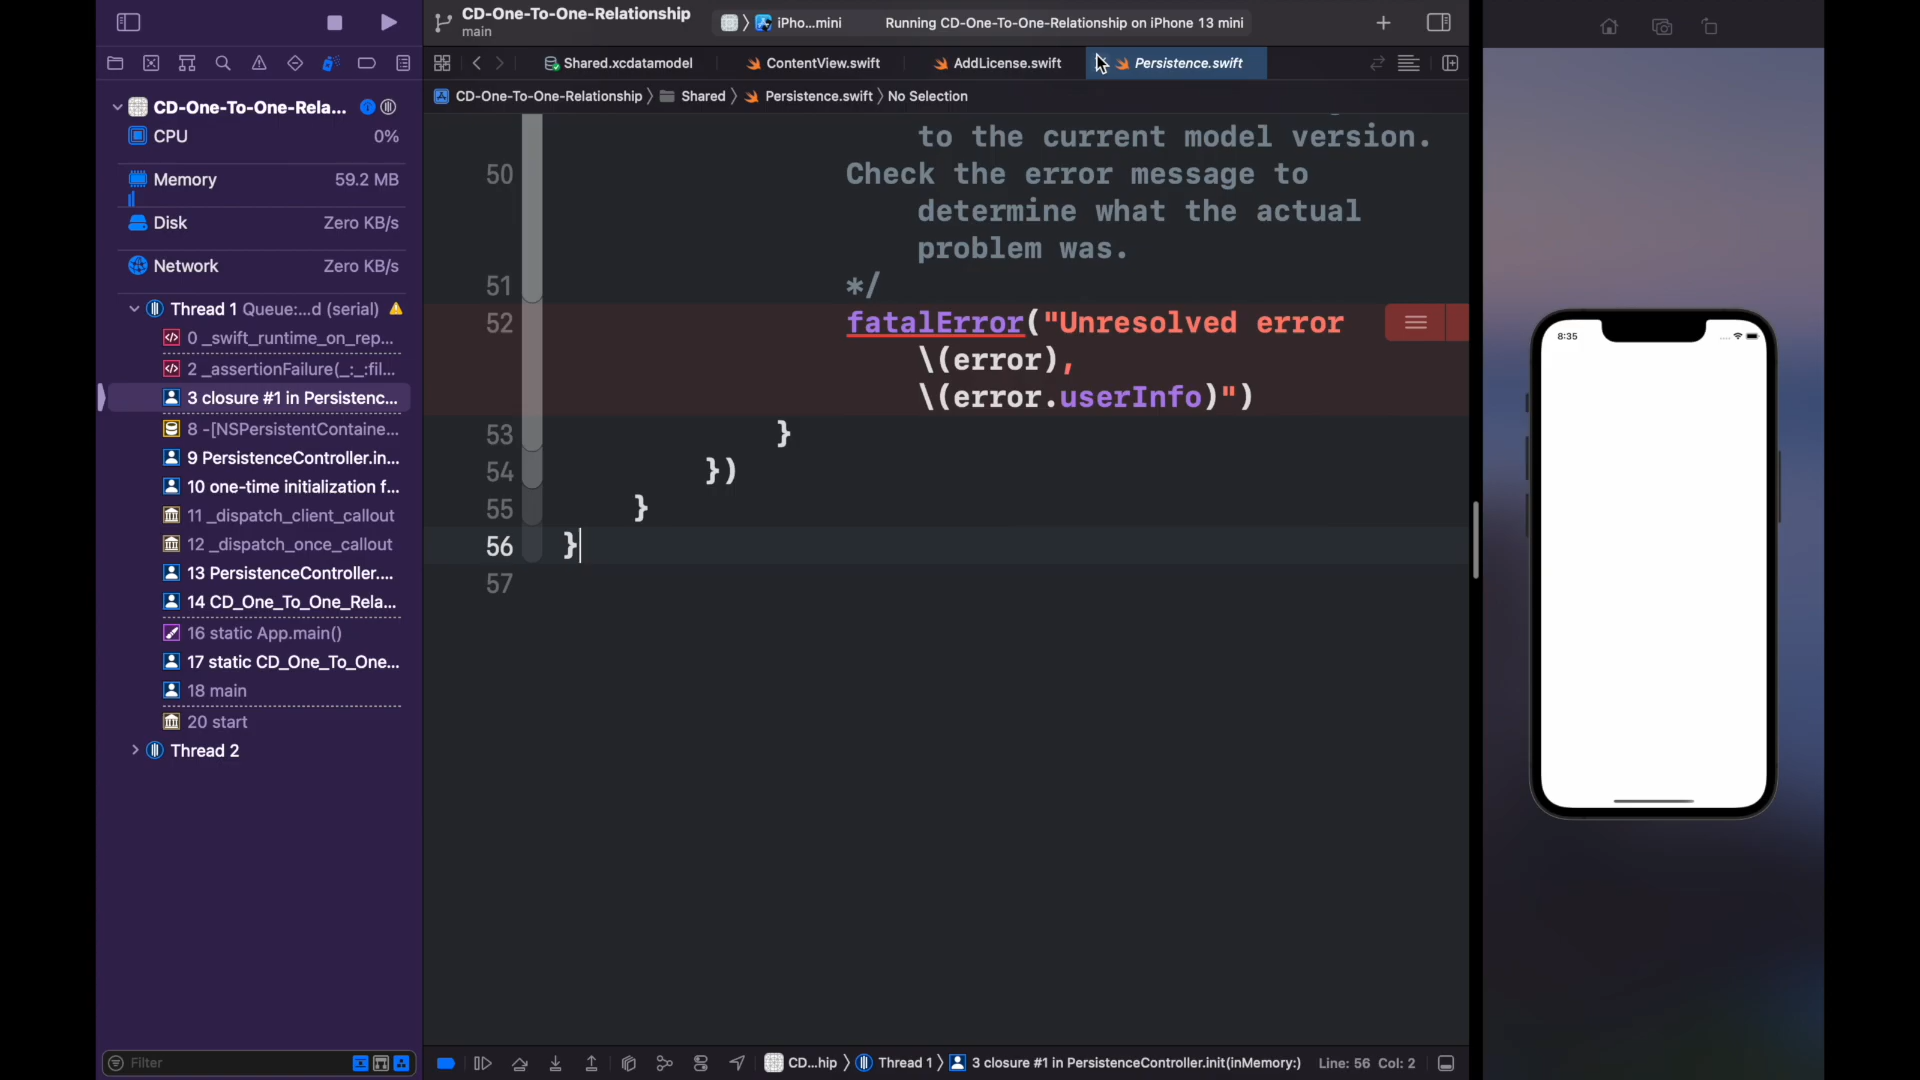 CD-One-To-One-Relationship
main
iPho...mini
Running CD-One-To-One-Relationship on iPhone 13 mini
Shared.xcdatamodel
ContentView.swift
AddLicense.swift
Persistence.swift
CD-One-To-One-Relationship
Shared
Persistence.swift
No Selection
CD-One-To-One-Rela...
CPU 0%
Memory 59.2 MB
Disk Zero KB/s
Network Zero KB/s
Thread 1 Queue:...d (serial)
0 _swift_runtime_on_rep...
2 _assertionFailure(_:_:fil...
3 closure #1 in Persistenc...
8 -[NSPersistentContaine...
9 PersistenceController.in...
10 one-time initialization f...
11 _dispatch_client_callout
12 _dispatch_once_callout
13 PersistenceController....
14 CD_One_To_One_Rela...
16 static App.main()
17 static CD_One_To_One...
18 main
20 start
Thread 2
Filter
to the current model version.
50 Check the error message to
determine what the actual
problem was.
51 */
52 fatalError("Unresolved error
\(error),
\(error.userInfo)")
53 }
54 })
55 }
56 }
57
CD...hip
Thread 1
3 closure #1 in PersistenceController.init(inMemory:)
Line: 56 Col: 2
8:35